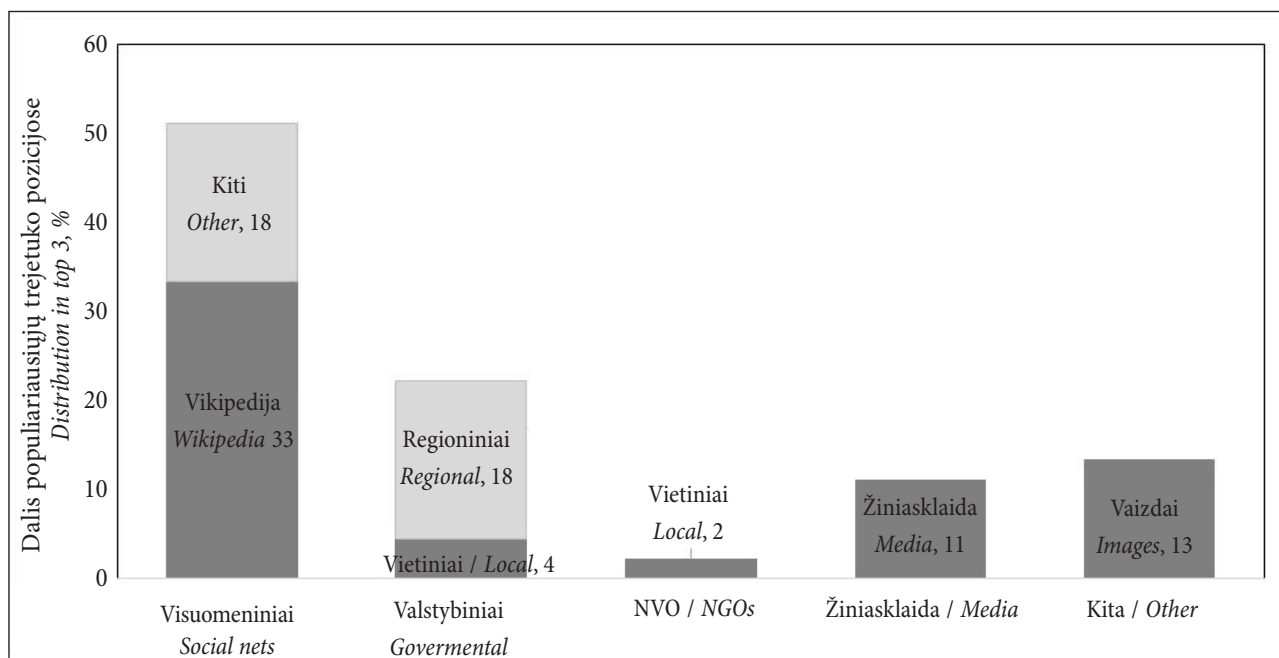 Dalis populiariausiųjų trejetuko pozicijose
Distribution in top 3, %
60
50
40
30
20
10
0
Kiti
Other, 18
Vikipedija
Wikipedia 33
Regioniniai
Regional, 18
Vietiniai / Local, 4
Vietiniai
Local, 2
Žiniasklaida
Media, 11
Vaizdai
Images, 13
Visuomeniniai
Social nets
Valstybiniai
Govermental
NVO / NGOs
Žiniasklaida / Media
Kita / Other